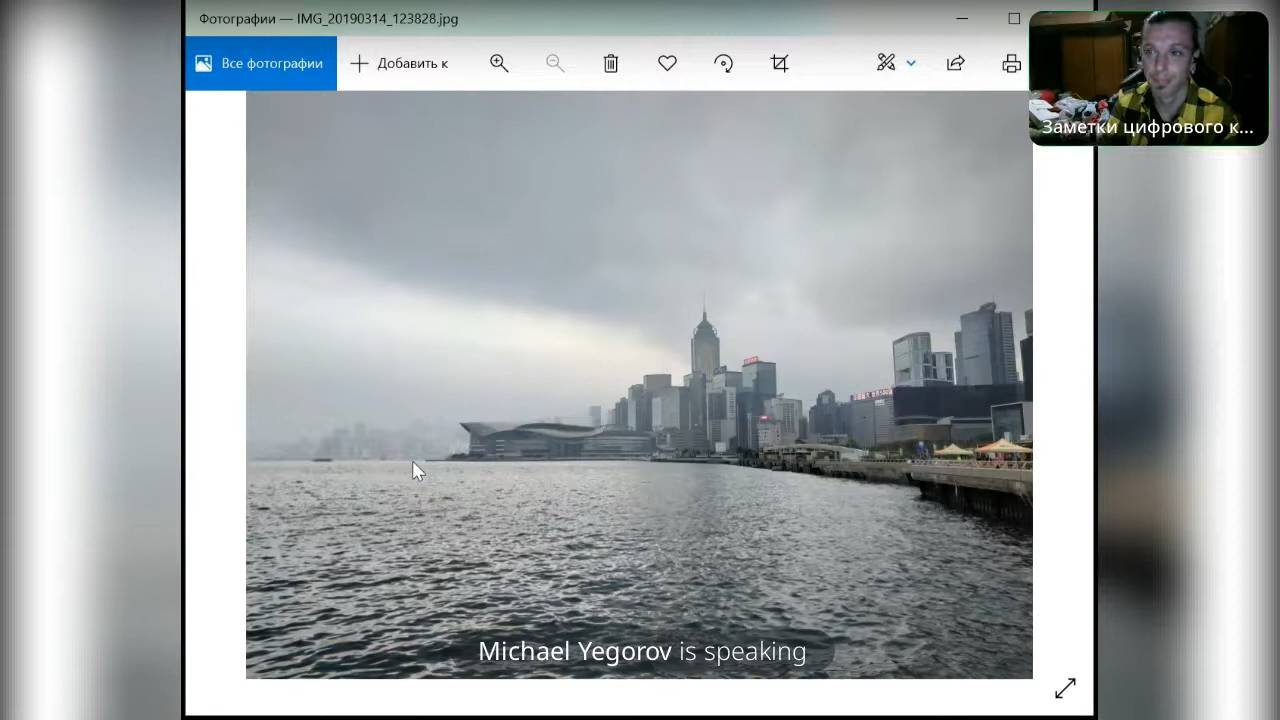 Фотографии — IMG_20190314_123828.jpg
Все фотографии
Добавить к
Заметки цифрового к...
Michael Yegorov is speaking